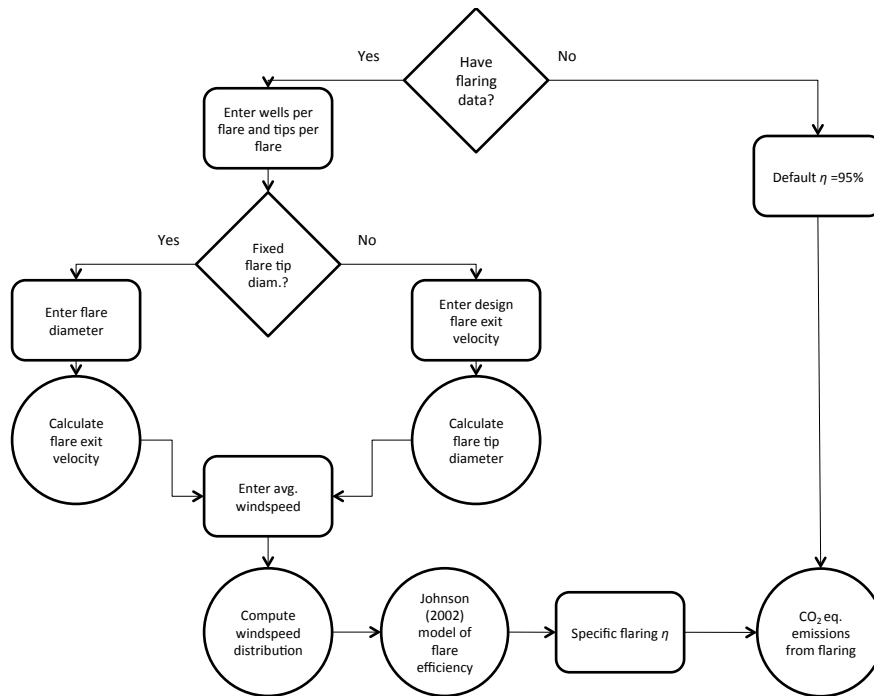 Yes
Have
flaring
data?
No
Enter wells per
flare and tips per
flare
Default η =95%
Yes
Fixed
flare tip
diam.?
No
Enter flare
diameter
Enter design
flare exit
velocity
Calculate
flare exit
velocity
Calculate
flare tip
diameter
Enter avg.
windspeed
Compute
windspeed
distribution
Johnson
(2002)
model of
flare
efficiency
Specific flaring η
CO₂ eq.
emissions
from flaring